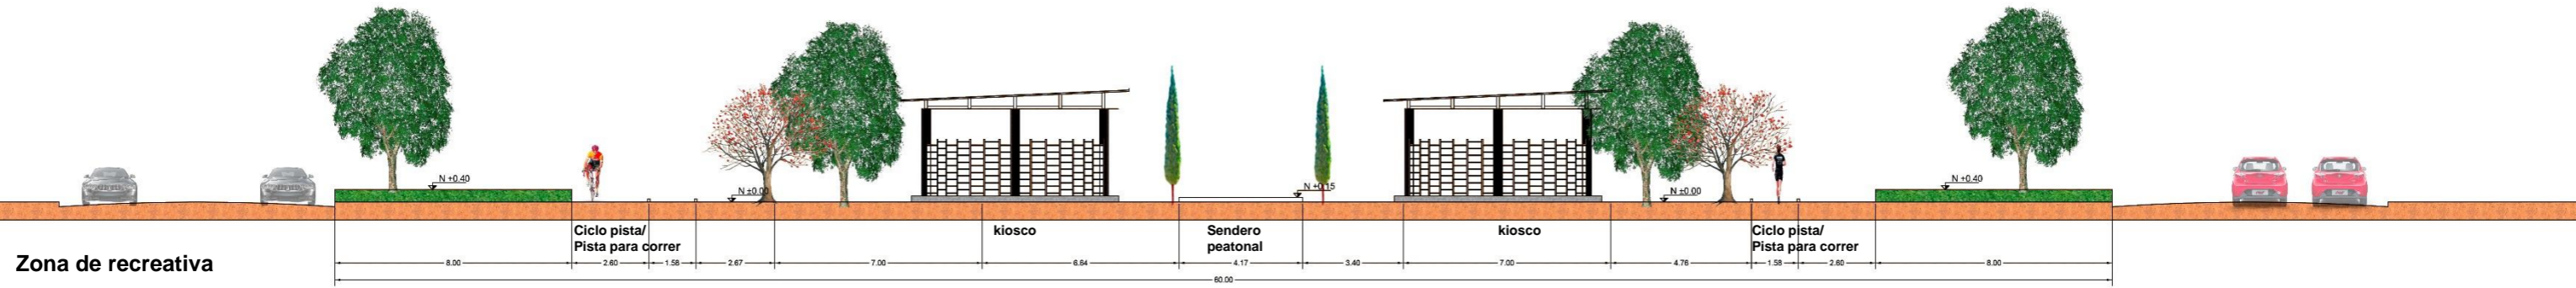 N +0.40
N ±0.00
N +0.15
N ±0.00
N +0.40
Ciclo pista/
Pista para correr
kiosco
Sendero
peatonal
kiosco
Ciclo pista/
Pista para correr
Zona de recreativa
8.00 2.60 1.58 2.67 7.00 6.64 4.17 3.40 7.00 4.76 1.58 2.60 8.00
60.00